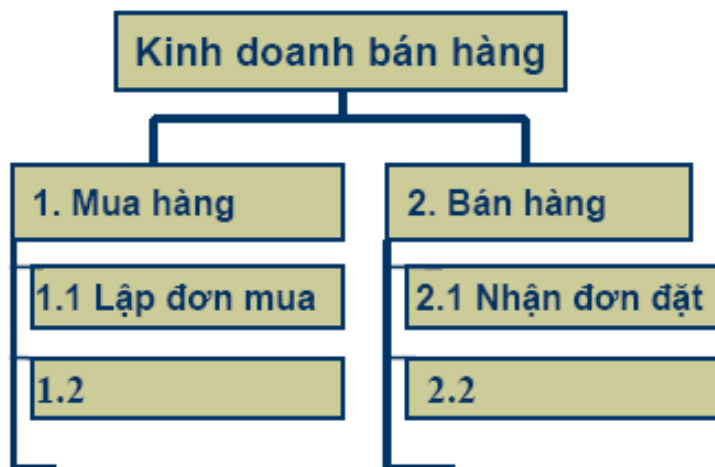 Kinh doanh bán hàng
1. Mua hàng
2. Bán hàng
1.1 Lập đơn mua
2.1 Nhận đơn đặt
1.2
2.2